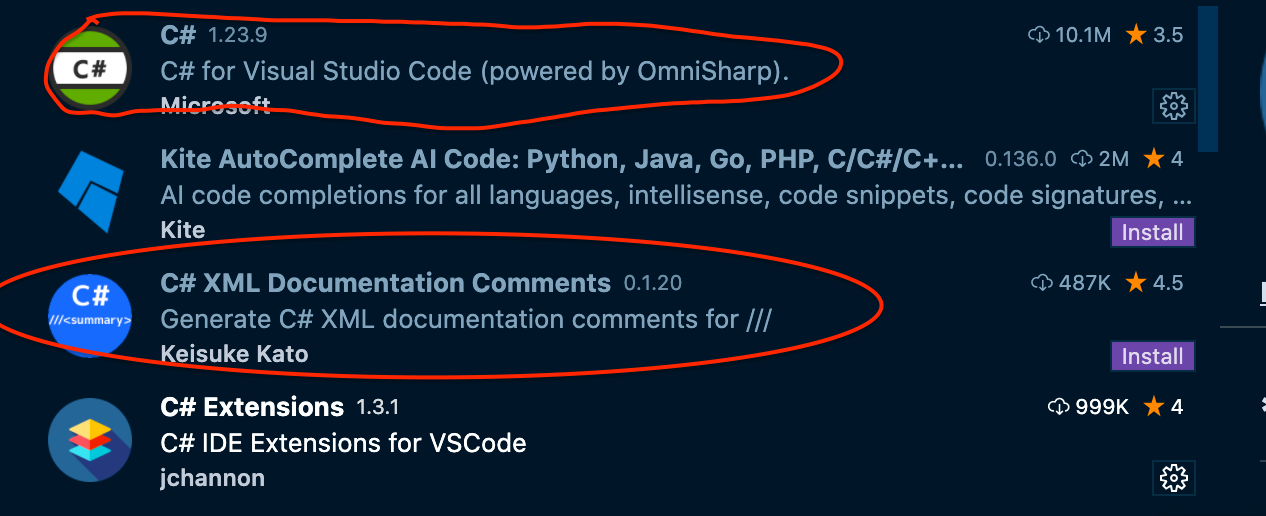 C# 1.23.9 10.1M 3.5
C# C# for Visual Studio Code (powered by OmniSharp).
Microsoft
Kite AutoComplete AI Code: Python, Java, Go, PHP, C/C#/C+... 0.136.0 2M 4
AI code completions for all languages, intellisense, code snippets, code signatures, ...
Kite Install
C# XML Documentation Comments 0.1.20 487K 4.5
C#
///<summary> Generate C# XML documentation comments for ///
Keisuke Kato Install
C# Extensions 1.3.1 999K 4
C# IDE Extensions for VSCode
jchannon